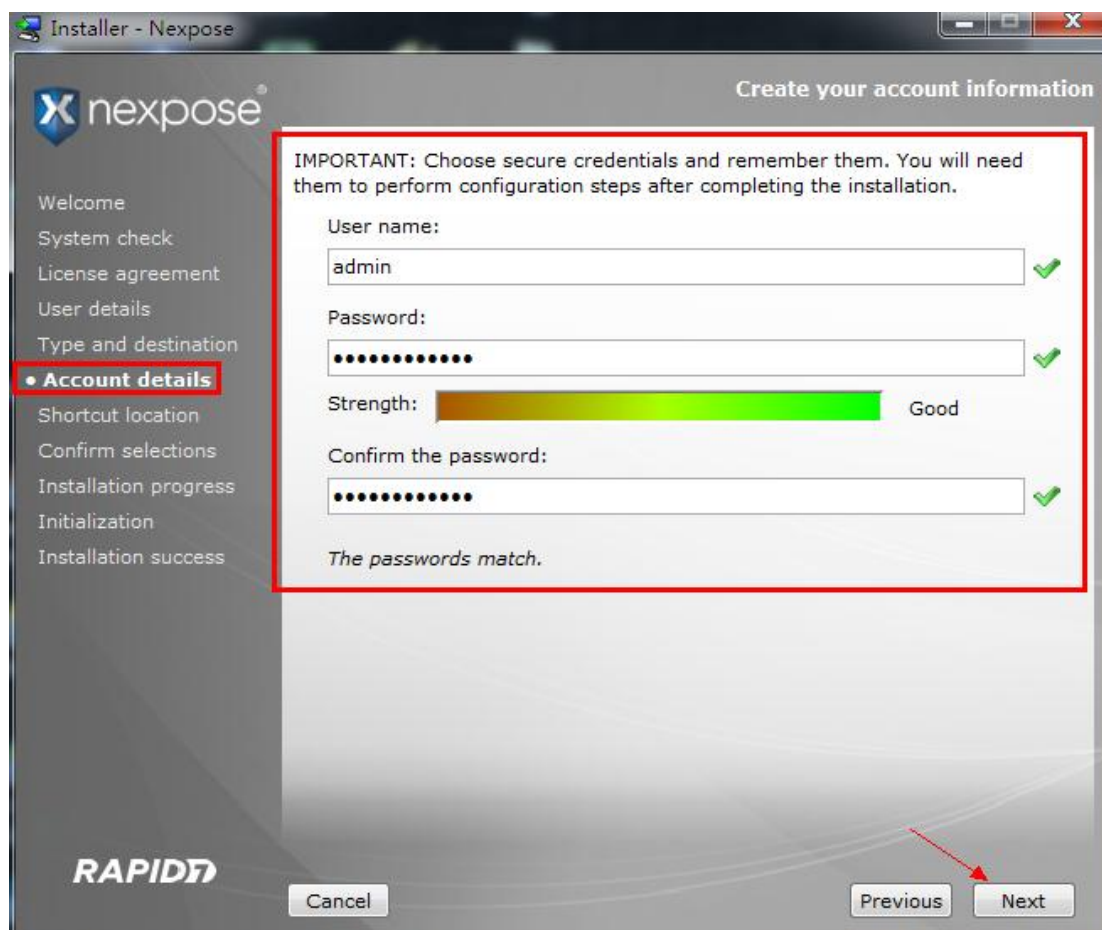 Installer - Nexpose
nexpose®
Create your account information
IMPORTANT: Choose secure credentials and remember them. You will need
them to perform configuration steps after completing the installation.
Welcome
System check
License agreement
User details
Type and destination
• Account details
Shortcut location
Confirm selections
Installation progress
Initialization
Installation success
User name:
admin
Password:
••••••••••••
Strength: Good
Confirm the password:
••••••••••••
The passwords match.
RAPID7
Cancel
Previous
Next